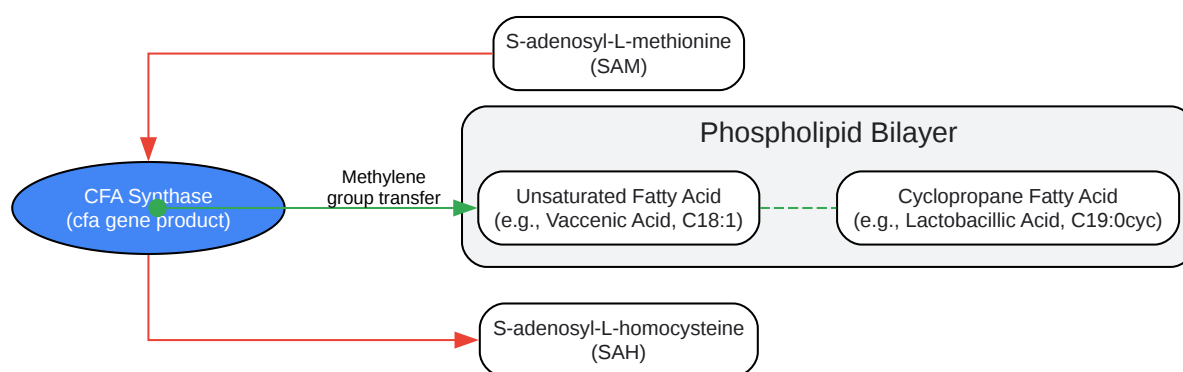 S-adenosyl-L-methionine
(SAM)
Phospholipid Bilayer
CFA Synthase
(cfa gene product)
Methylene
group transfer
Unsaturated Fatty Acid
(e.g., Vaccenic Acid, C18:1)
Cyclopropane Fatty Acid
(e.g., Lactobacillic Acid, C19:0cyc)
S-adenosyl-L-homocysteine
(SAH)